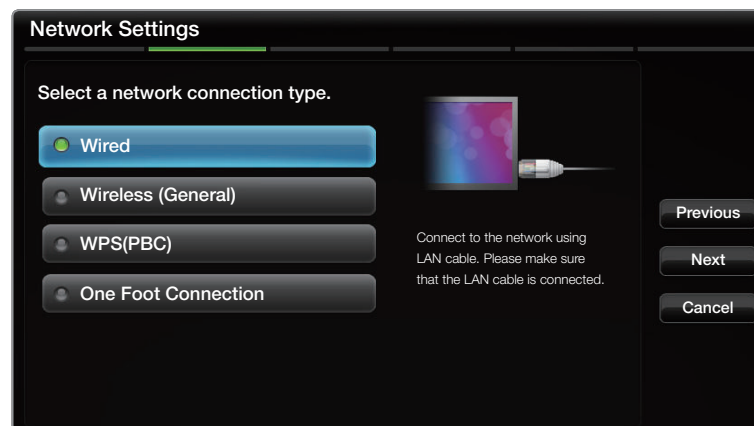 Network Settings
Select a network connection type.
Wired
Wireless (General)
WPS(PBC)
One Foot Connection
Connect to the network using
LAN cable. Please make sure
that the LAN cable is connected.
Previous
Next
Cancel